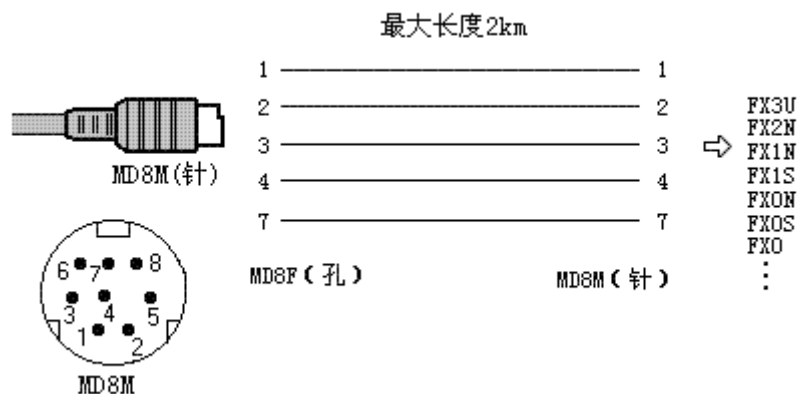 最大长度2km
1 1
2 2
3 3
4 4
7 7
MD8F(孔) MD8M(针)
FX3U
FX2N
FX1N
FX1S
FX0N
FX0S
FX0
⋮
MD8M(针)
6 7 8
3 4 5
1 2
MD8M